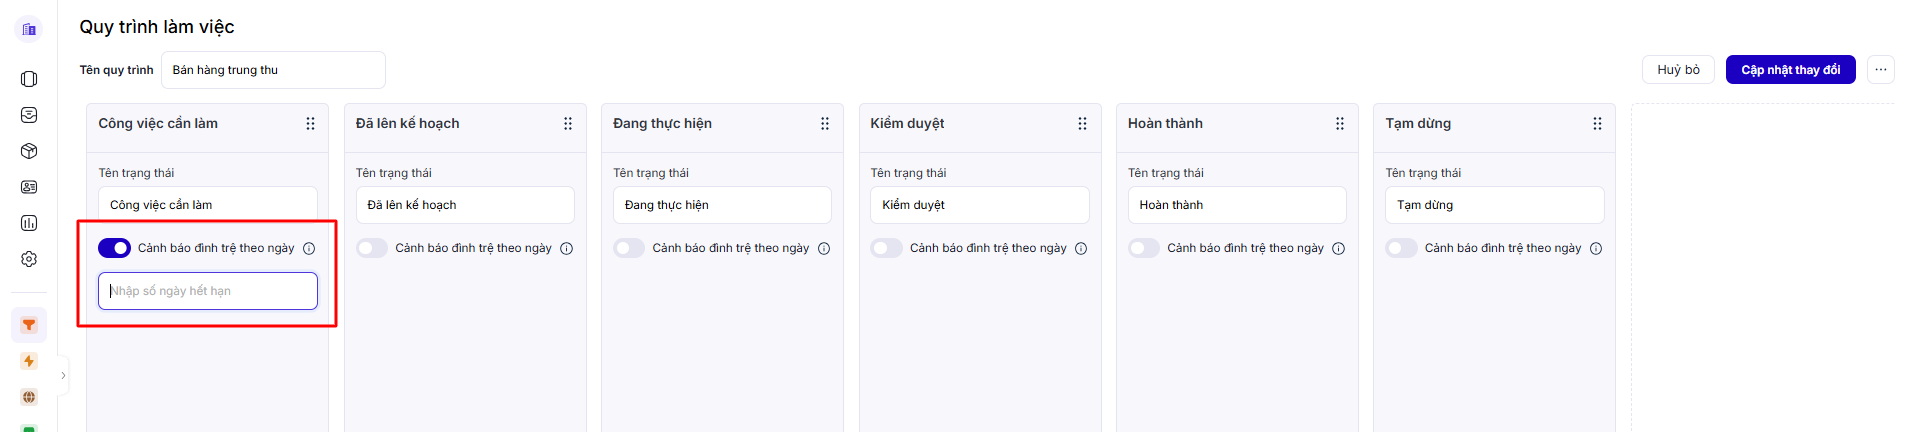 Quy trình làm việc
Tên quy trình
Bán hàng trung thu
Huỷ bỏ
Cập nhật thay đổi
Công việc cần làm
Tên trạng thái
Công việc cần làm
Cảnh báo đình trệ theo ngày
Nhập số ngày hết hạn
Đã lên kế hoạch
Tên trạng thái
Đã lên kế hoạch
Cảnh báo đình trệ theo ngày
Đang thực hiện
Tên trạng thái
Đang thực hiện
Cảnh báo đình trệ theo ngày
Kiểm duyệt
Tên trạng thái
Kiểm duyệt
Cảnh báo đình trệ theo ngày
Hoàn thành
Tên trạng thái
Hoàn thành
Cảnh báo đình trệ theo ngày
Tạm dừng
Tên trạng thái
Tạm dừng
Cảnh báo đình trệ theo ngày